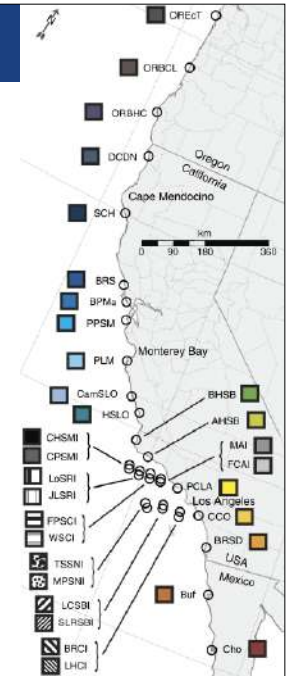 OREcT
ORBCL
ORBHC
DCDN
Oregon
California
Cape Mendocino
SCH
km
0 90 180 360
BRS
BPMa
PPSM
Monterey Bay
PLM
CamSLO
BHSB
HSLO
AHSB
CHSMI
MAI
CPSMI
FCAI
LoSRI
JLSRI
PCLA
Los Angeles
FPSCI
CCO
WSCI
BRSD
TSSNI
USA
MPSNII
Mexico
LCSBI
Buf
SLRSBI
BRCI
Cho
LHCI